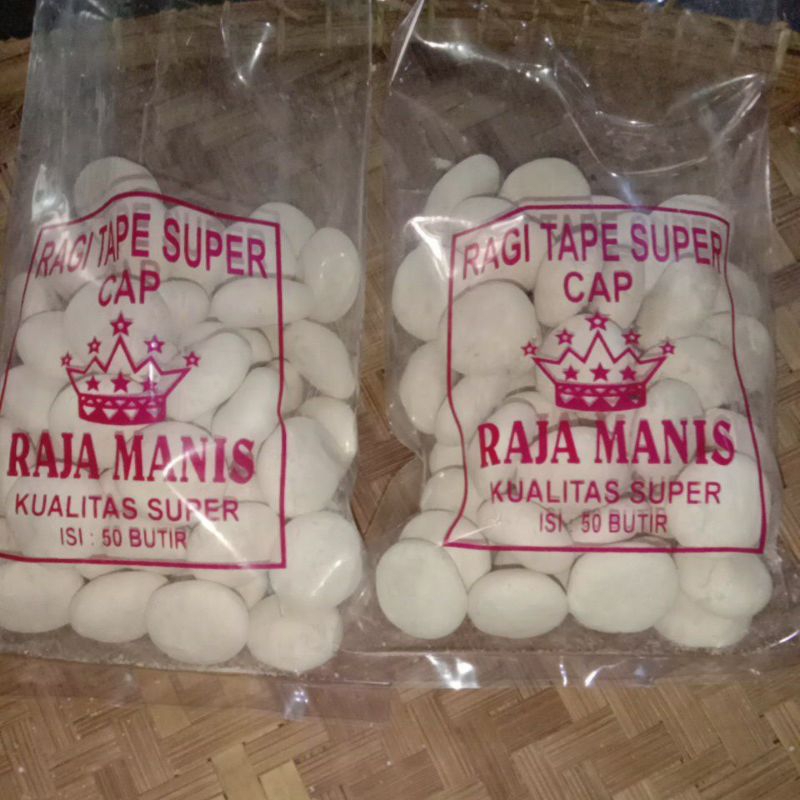 RAGI TAPE SUPER
CAP
RAJA MANIS
KUALITAS SUPER
ISI : 50 BUTIR
RAGI TAPE SUPER
CAP
RAJA MANIS
KUALITAS SUPER
ISI : 50 BUTIR